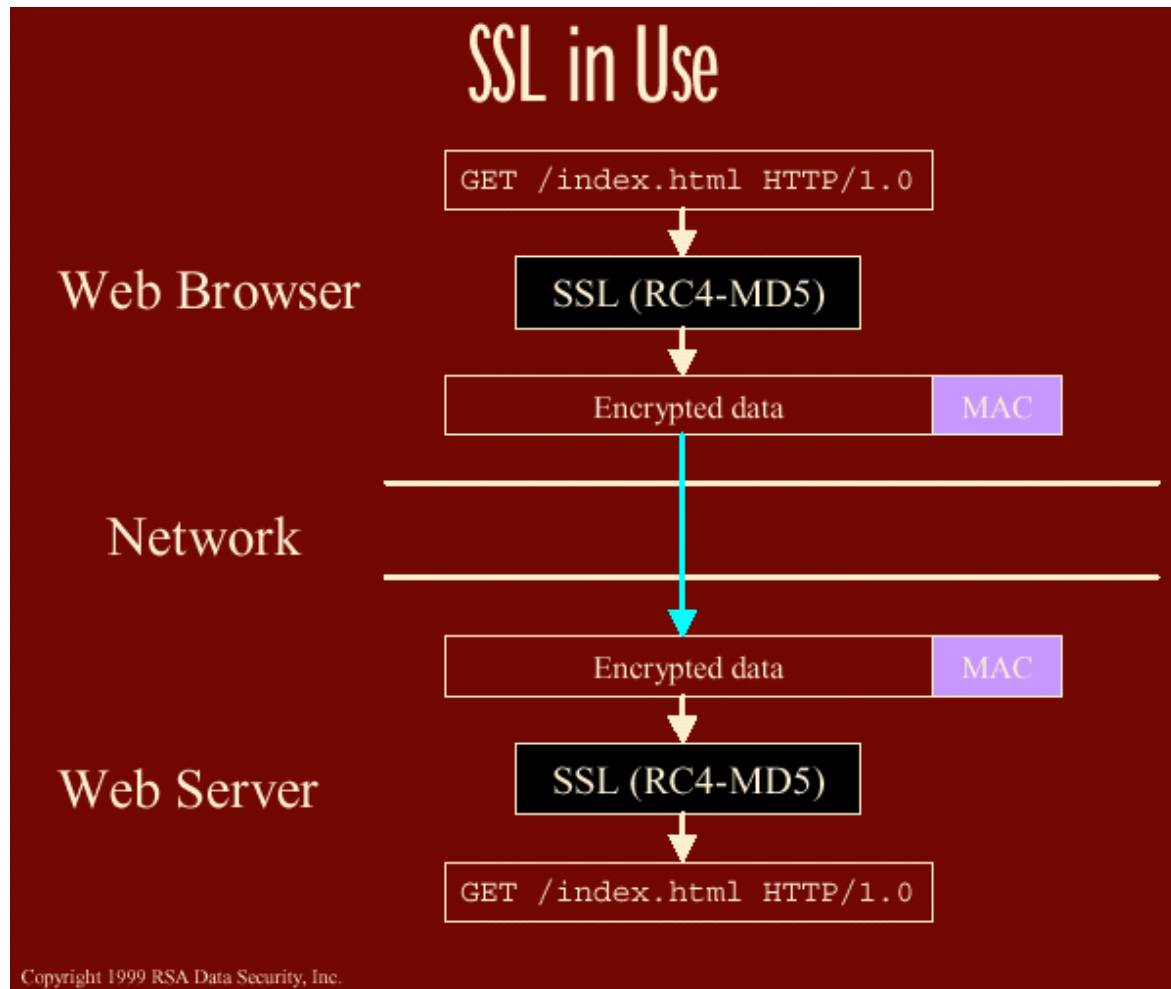 SSL in Use
GET /index.html HTTP/1.0
Web Browser
SSL (RC4-MD5)
Encrypted data
MAC
Network
Encrypted data
MAC
Web Server
SSL (RC4-MD5)
GET /index.html HTTP/1.0
Copyright 1999 RSA Data Security, Inc.